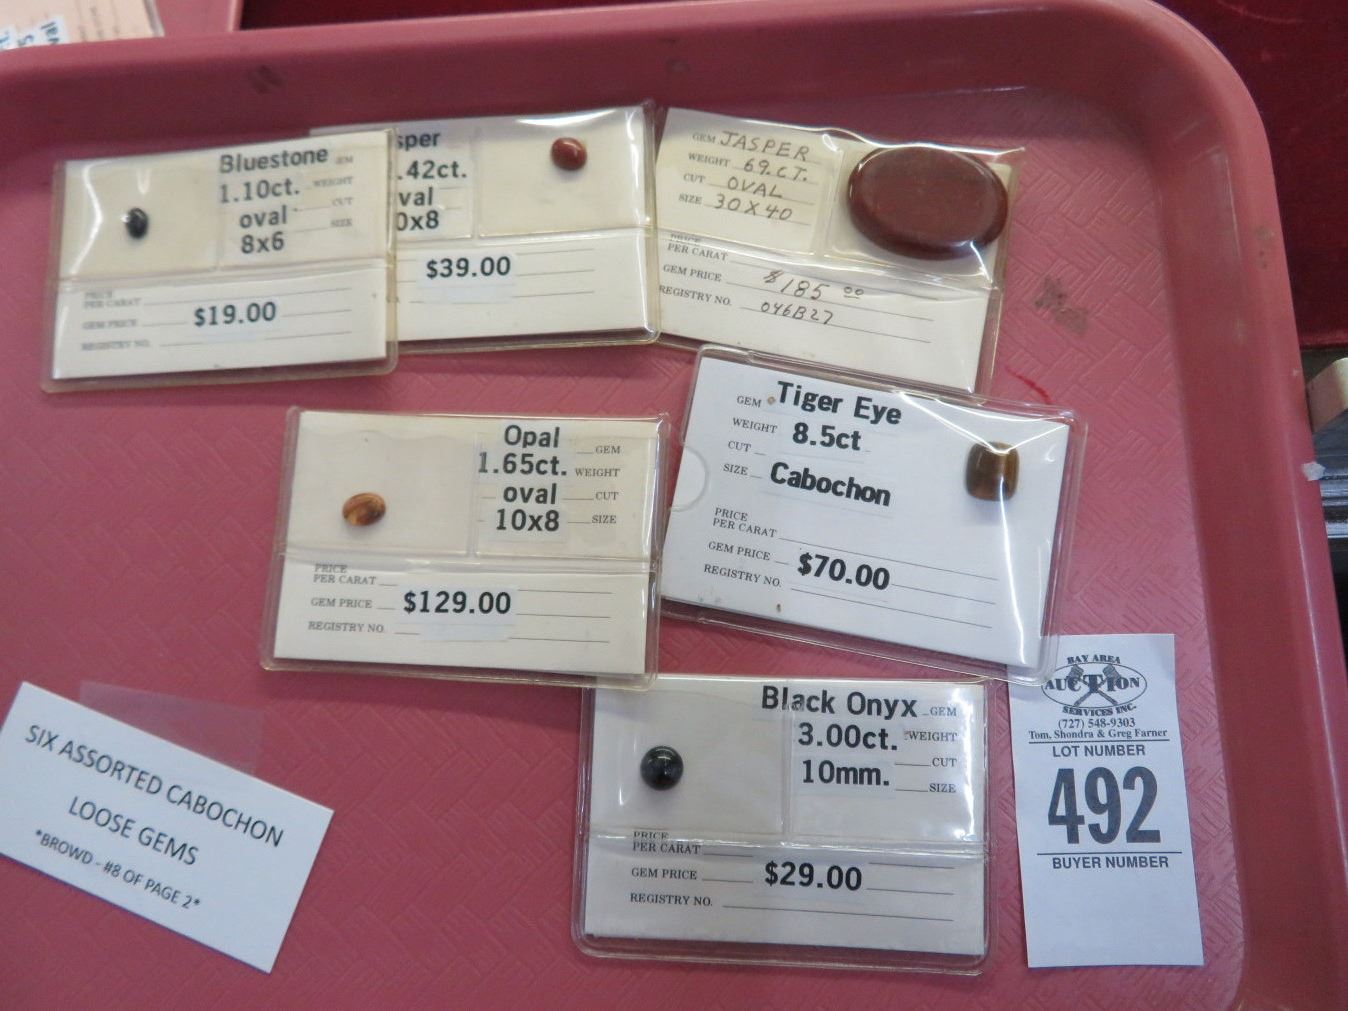 Bluestone GEM
1.10ct. WEIGHT
oval CUT
8x6 SIZE
PRICE
PER CARAT
GEM PRICE $19.00
REGISTRY NO.
sper
.42ct.
val
0x8
$39.00
GEM JASPER
WEIGHT 69.CT.
CUT OVAL
SIZE 30X40
PRICE
PER CARAT
GEM PRICE $185 00
REGISTRY NO. 046B27
Opal GEM
1.65ct. WEIGHT
oval CUT
10x8 SIZE
PRICE
PER CARAT
GEM PRICE $129.00
REGISTRY NO.
GEM Tiger Eye
WEIGHT 8.5ct
CUT
SIZE Cabochon
PRICE
PER CARAT
GEM PRICE $70.00
REGISTRY NO.
Black Onyx GEM
3.00ct. WEIGHT
CUT
10mm.
SIZE
PRICE
PER CARAT
GEM PRICE $29.00
REGISTRY NO.
SIX ASSORTED CABOCHON
LOOSE GEMS
*BROWD - #8 OF PAGE 2*
BAY AREA
AUCTION
SERVICES INC.
(727) 548-9303
Tom, Shondra & Greg Farner
LOT NUMBER
492
BUYER NUMBER